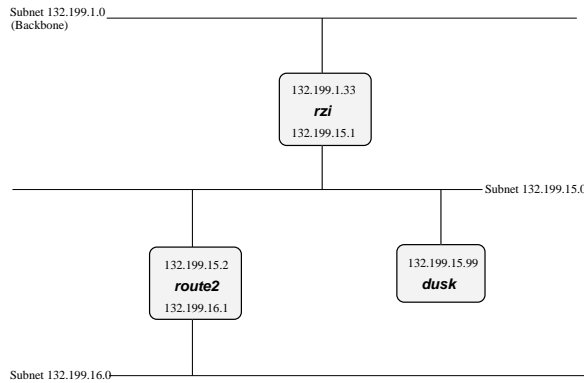 Subnet 132.199.1.0
(Backbone)
132.199.1.33
rzi
132.199.15.1
Subnet 132.199.15.0
132.199.15.2
route2
132.199.16.1
132.199.15.99
dusk
Subnet 132.199.16.0